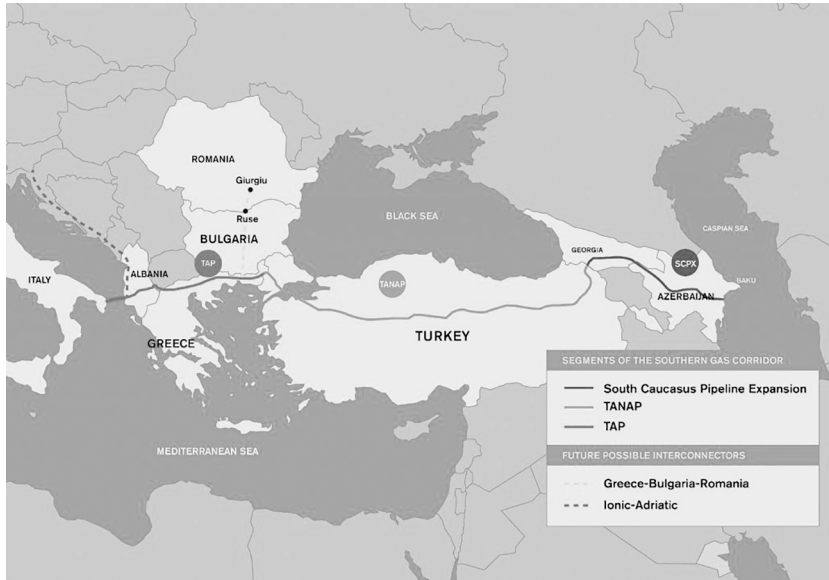 ROMANIA
Giurgiu
Ruse
BULGARIA
BLACK SEA
CASPIAN SEA
GEORGIA
TAP
SCPX
ITALY
ALBANIA
TANAP
BAKU
AZERBAIJAN
GREECE
TURKEY
MEDITERRANEAN SEA
SEGMENTS OF THE SOUTHERN GAS CORRIDOR
South Caucasus Pipeline Expansion
TANAP
TAP
FUTURE POSSIBLE INTERCONNECTORS
Greece-Bulgaria-Romania
Ionic-Adriatic